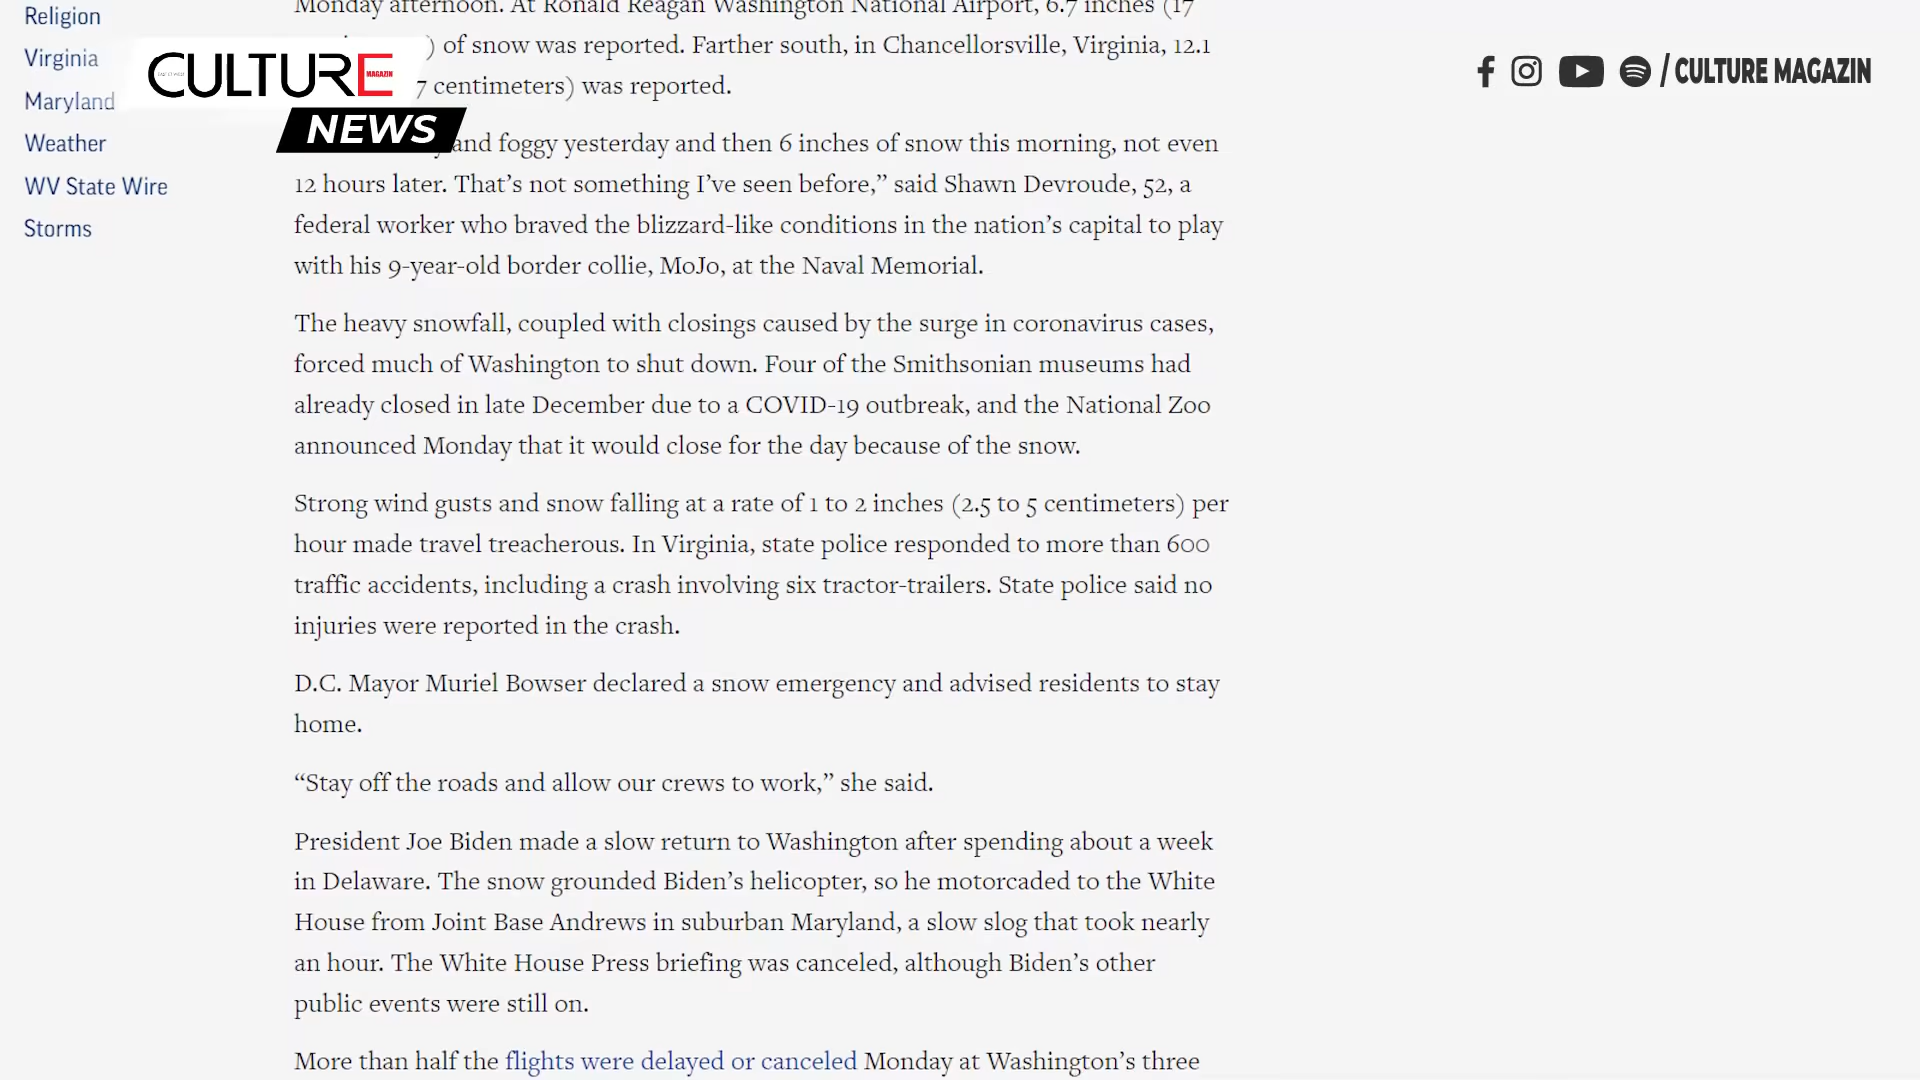 Religion
Virginia
Maryland
Weather
WV State Wire
Storms
CULTURE
MAGAZIN
NEWS
/ CULTURE MAGAZIN
Monday afternoon. At Ronald Reagan Washington National Airport, 6.7 inches (17
) of snow was reported. Farther south, in Chancellorsville, Virginia, 12.1
7 centimeters) was reported.
and foggy yesterday and then 6 inches of snow this morning, not even
12 hours later. That’s not something I’ve seen before,” said Shawn Devroude, 52, a
federal worker who braved the blizzard-like conditions in the nation’s capital to play
with his 9-year-old border collie, MoJo, at the Naval Memorial.
The heavy snowfall, coupled with closings caused by the surge in coronavirus cases,
forced much of Washington to shut down. Four of the Smithsonian museums had
already closed in late December due to a COVID-19 outbreak, and the National Zoo
announced Monday that it would close for the day because of the snow.
Strong wind gusts and snow falling at a rate of 1 to 2 inches (2.5 to 5 centimeters) per
hour made travel treacherous. In Virginia, state police responded to more than 600
traffic accidents, including a crash involving six tractor-trailers. State police said no
injuries were reported in the crash.
D.C. Mayor Muriel Bowser declared a snow emergency and advised residents to stay
home.
“Stay off the roads and allow our crews to work,” she said.
President Joe Biden made a slow return to Washington after spending about a week
in Delaware. The snow grounded Biden’s helicopter, so he motorcaded to the White
House from Joint Base Andrews in suburban Maryland, a slow slog that took nearly
an hour. The White House Press briefing was canceled, although Biden’s other
public events were still on.
More than half the flights were delayed or canceled Monday at Washington’s three